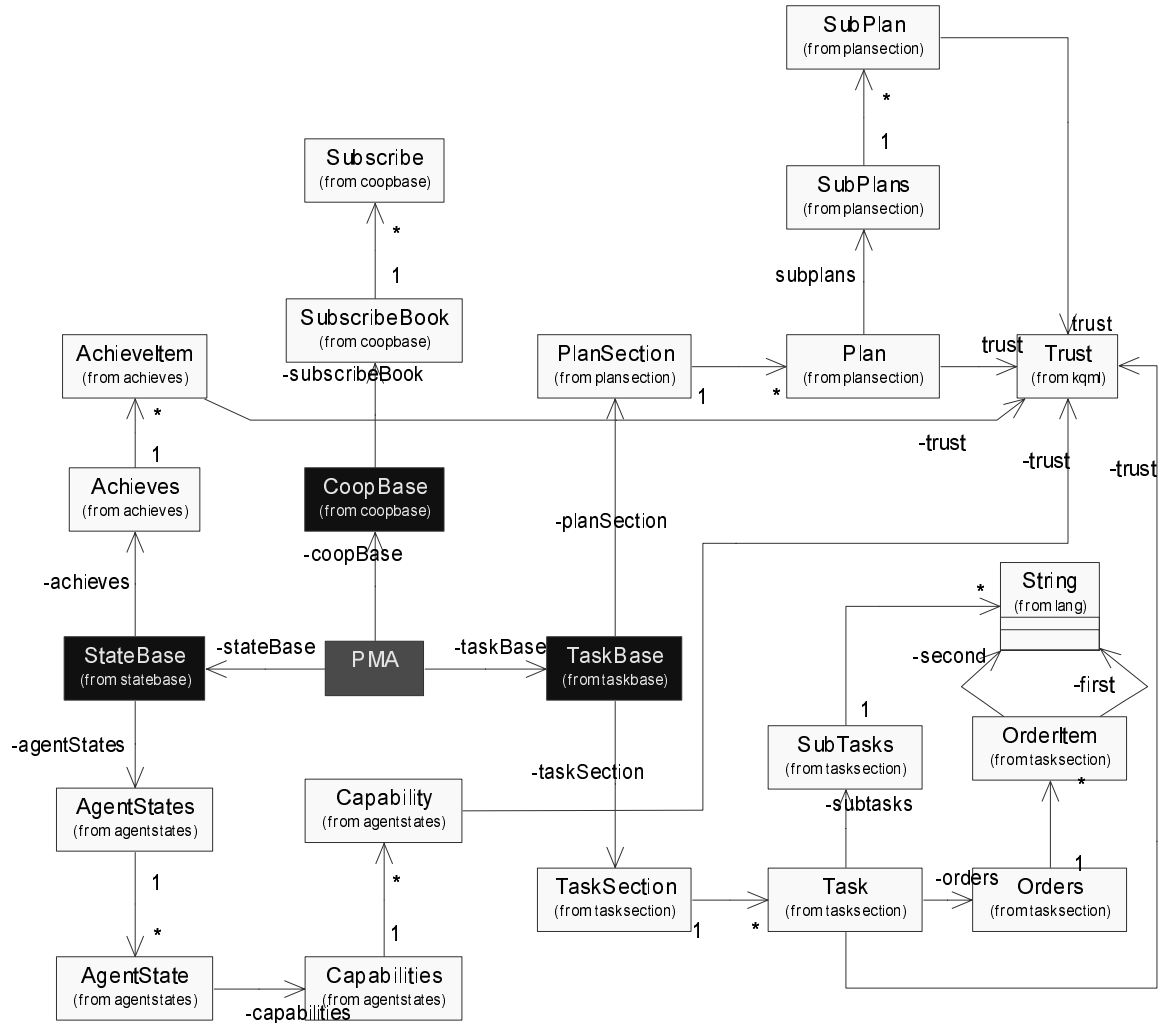 SubPlan
(from plansection)
*
1
Subscribe
(from coopbase)
SubPlans
(from plansection)
*
1
subplans
SubscribeBook
(from coopbase)
-subscribeBook
AchieveItem
(from achieves)
PlanSection
(from plansection)
1
*
Plan
(from plansection)
trust
trust
Trust
(from kqml)
*
1
-trust
-trust
-trust
Achieves
(from achieves)
CoopBase
(from coopbase)
-planSection
-coopBase
-achieves
String
(from lang)
*
StateBase
(from statebase)
-stateBase
PMA
-taskBase
TaskBase
(from taskbase)
-second
-first
1
-agentStates
SubTasks
(from tasksection)
OrderItem
(from tasksection)
-taskSection
*
AgentStates
(from agentstates)
Capability
(from agentstates)
-subtasks
1
*
*
1
TaskSection
(from tasksection)
1
*
Task
(from tasksection)
-orders
1
Orders
(from tasksection)
AgentState
(from agentstates)
Capabilities
(from agentstates)
-capabilities